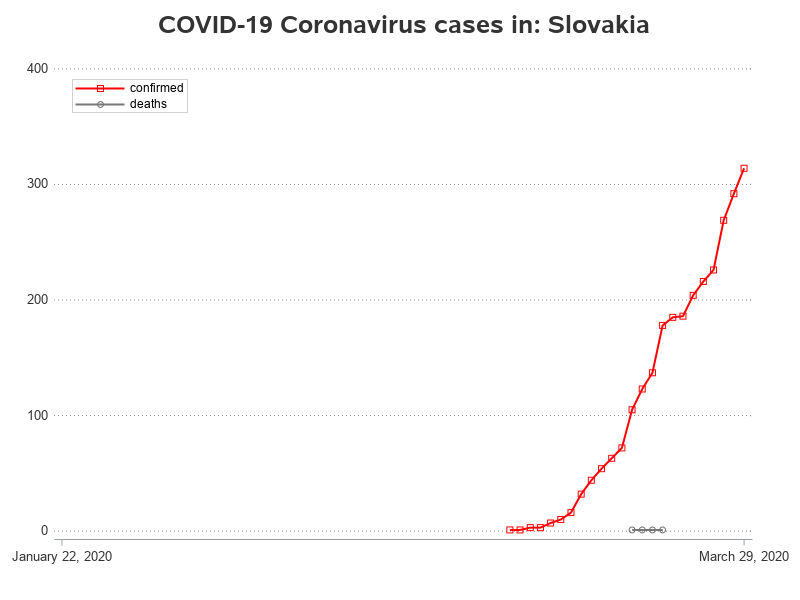 COVID-19 Coronavirus cases in: Slovakia
400
confirmed
deaths
300
200
100
0
January 22, 2020
March 29, 2020